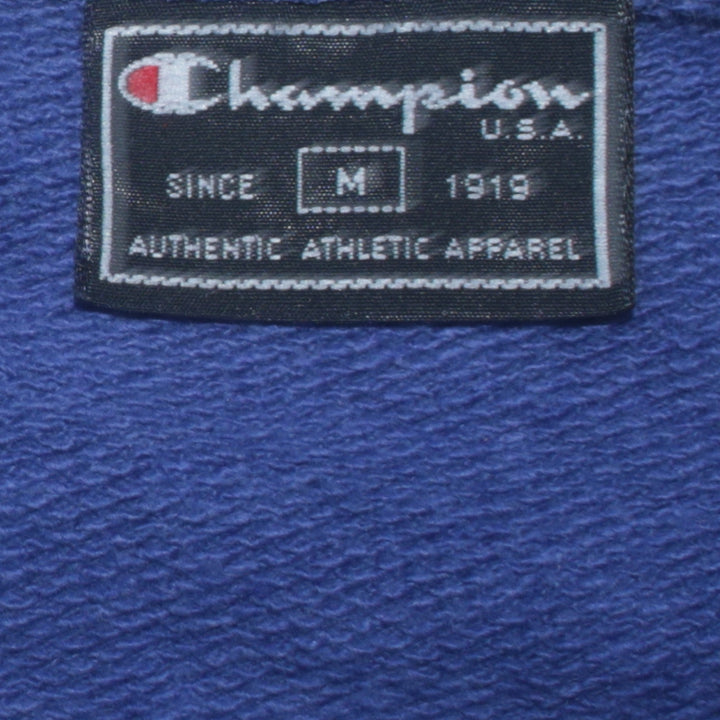 Champion
U.S.A.
SINCE M 1919
AUTHENTIC ATHLETIC APPAREL